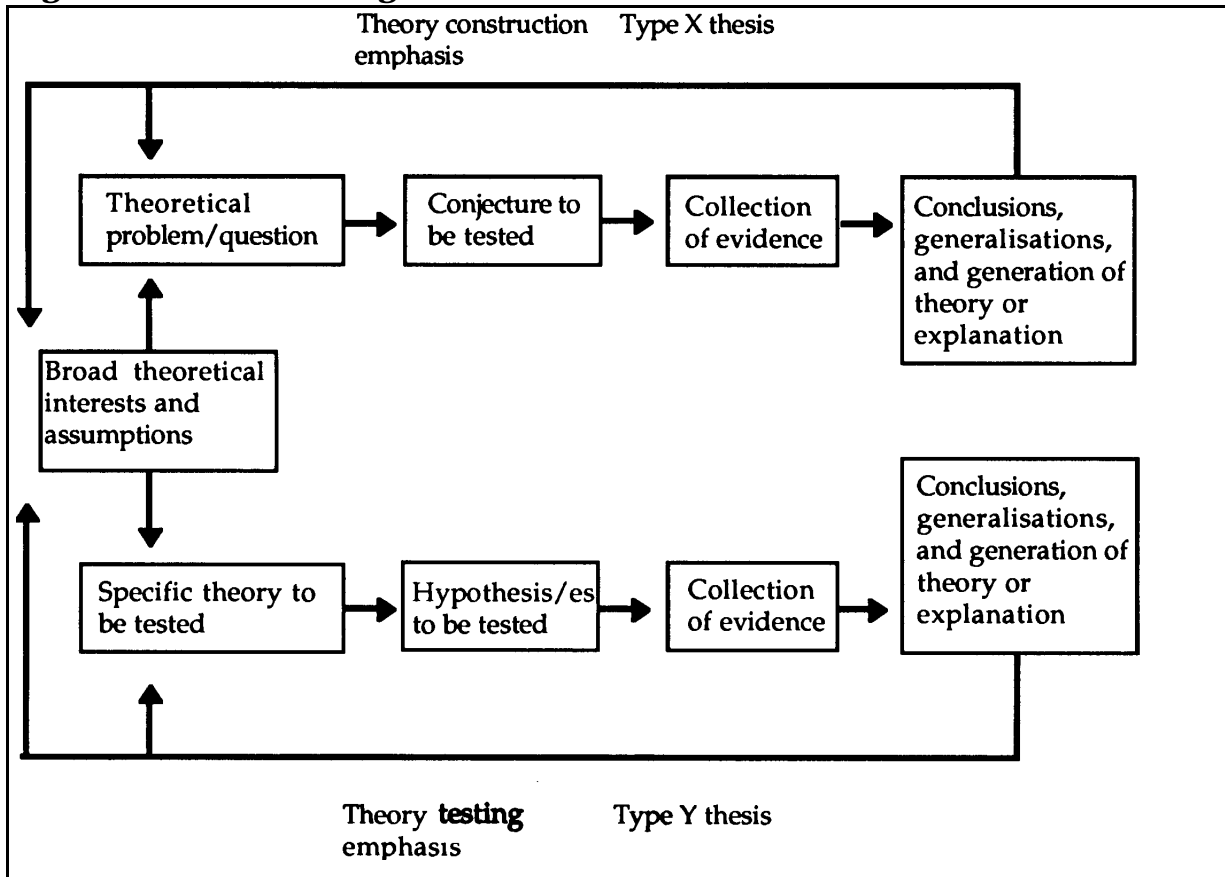 Theory construction Type X thesis
emphasis
Theoretical
problem/question
Conjecture to
be tested
Collection
of evidence
Conclusions,
generalisations,
and generation of
theory or
explanation
Broad theoretical
interests and
assumptions
Specific theory to
be tested
Hypothesis/es
to be tested
Collection
of evidence
Conclusions,
generalisations,
and generation of
theory or
explanation
Theory testing Type Y thesis
emphasis